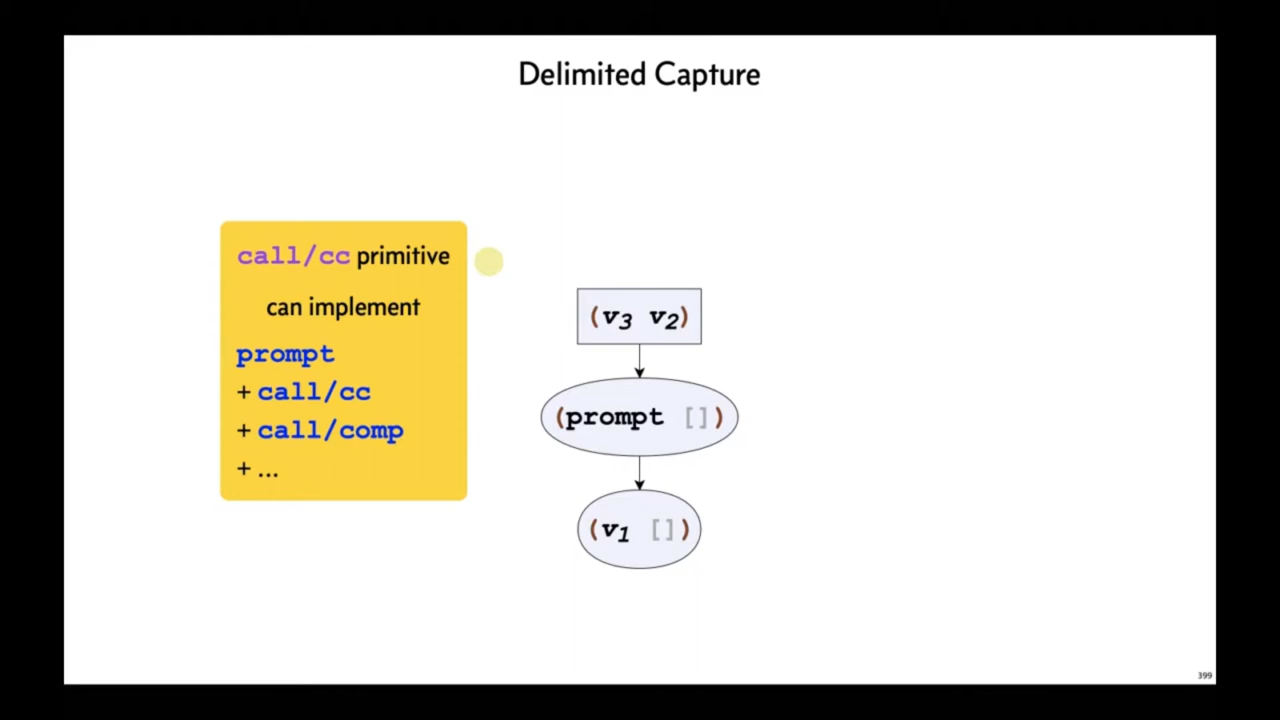 Delimited Capture
call/cc primitive
can implement
prompt
+ call/cc
+ call/comp
+ ...
(v₃ v₂)
(prompt [])
(v₁ [])
399